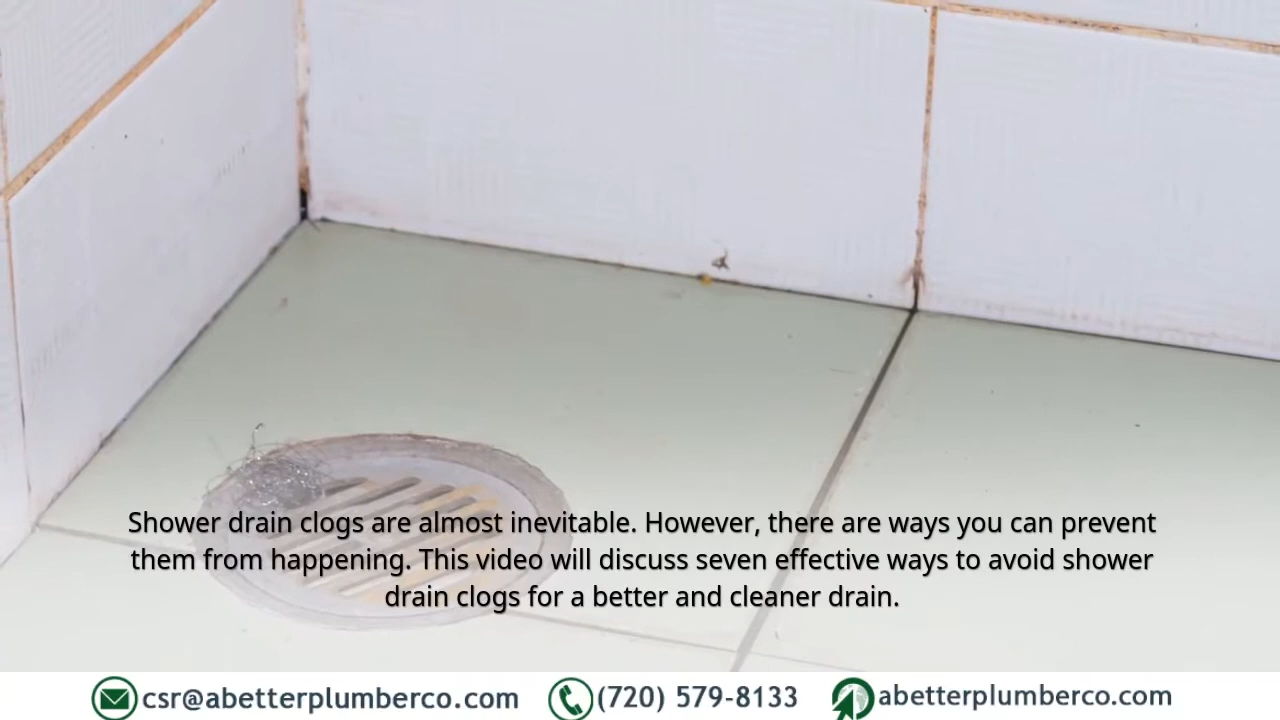 Shower drain clogs are almost inevitable. However, there are ways you can prevent
them from happening. This video will discuss seven effective ways to avoid shower
drain clogs for a better and cleaner drain.
csr@abetterplumberco.com (720) 579-8133 abetterplumberco.com